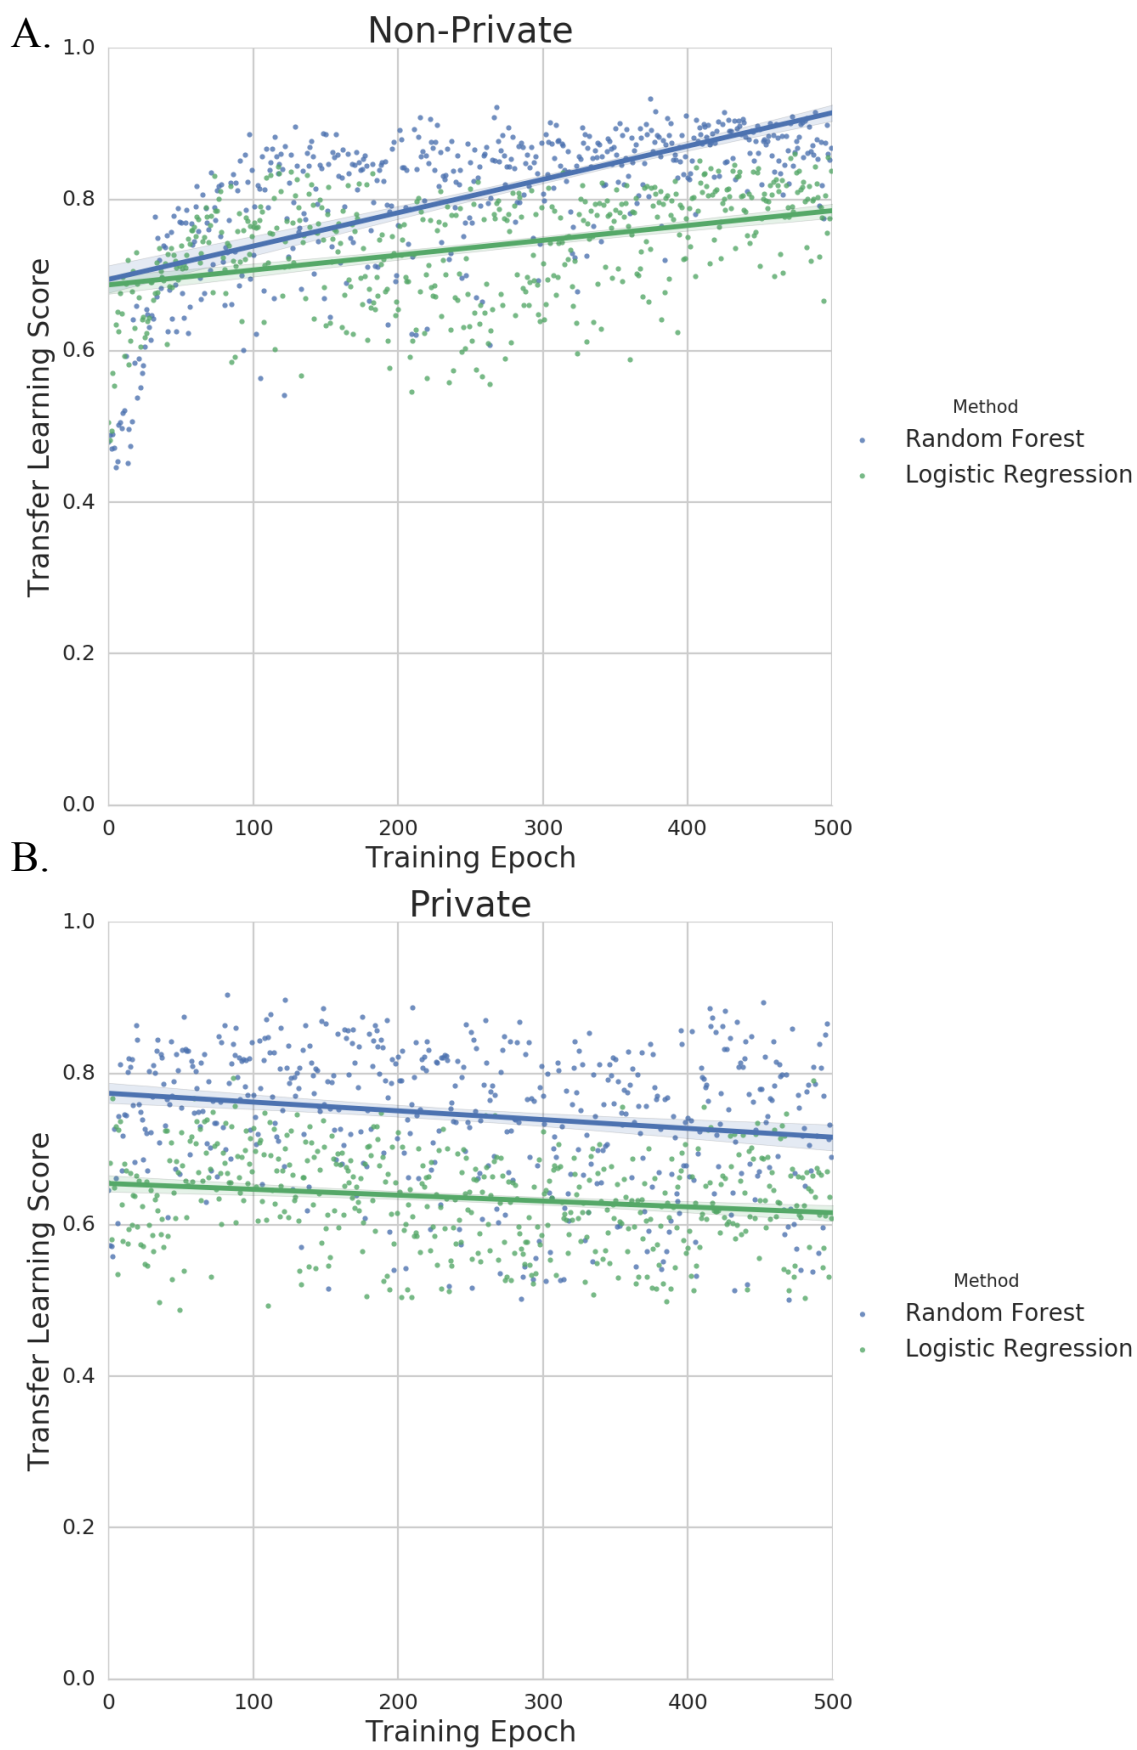 A.
Non-Private
1.0
0.8
0.6
0.4
0.2
0.0
Transfer Learning Score
0 100 200 300 400 500
Training Epoch
Method
Random Forest
Logistic Regression
B.
Private
1.0
0.8
0.6
0.4
0.2
0.0
Transfer Learning Score
0 100 200 300 400 500
Training Epoch
Method
Random Forest
Logistic Regression